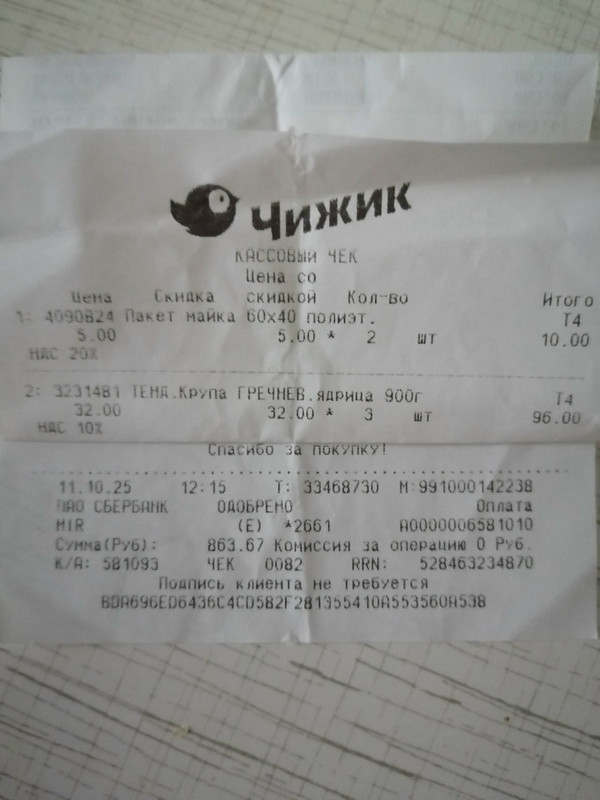 Чижик
КАССОВЫЙ ЧЕК
Цена со
Цена Скидка скидкой Кол-во Итого
1: 4090824 Пакет майка 60х40 полиэт. Т4
5.00 5.00 * 2 шт 10.00
НДС 20%
2: 3231481 ТЕНД.Крупа ГРЕЧНЕВ.ядрица 900г Т4
32.00 32.00 * 3 шт 96.00
НДС 10%
Спасибо за покупку!
11.10.25 12:15 Т: 33468730 М:991000142238
ПАО СБЕРБАНК ОДОБРЕНО Оплата
MIR (E) *2661 A0000006581010
Сумма(Руб): 863.67 Комиссия за операцию 0 Руб.
К/А: 581093 ЧЕК 0082 RRN: 528463234870
Подпись клиента не требуется
BDA696ED6436C4CD582F281355410A553560A538